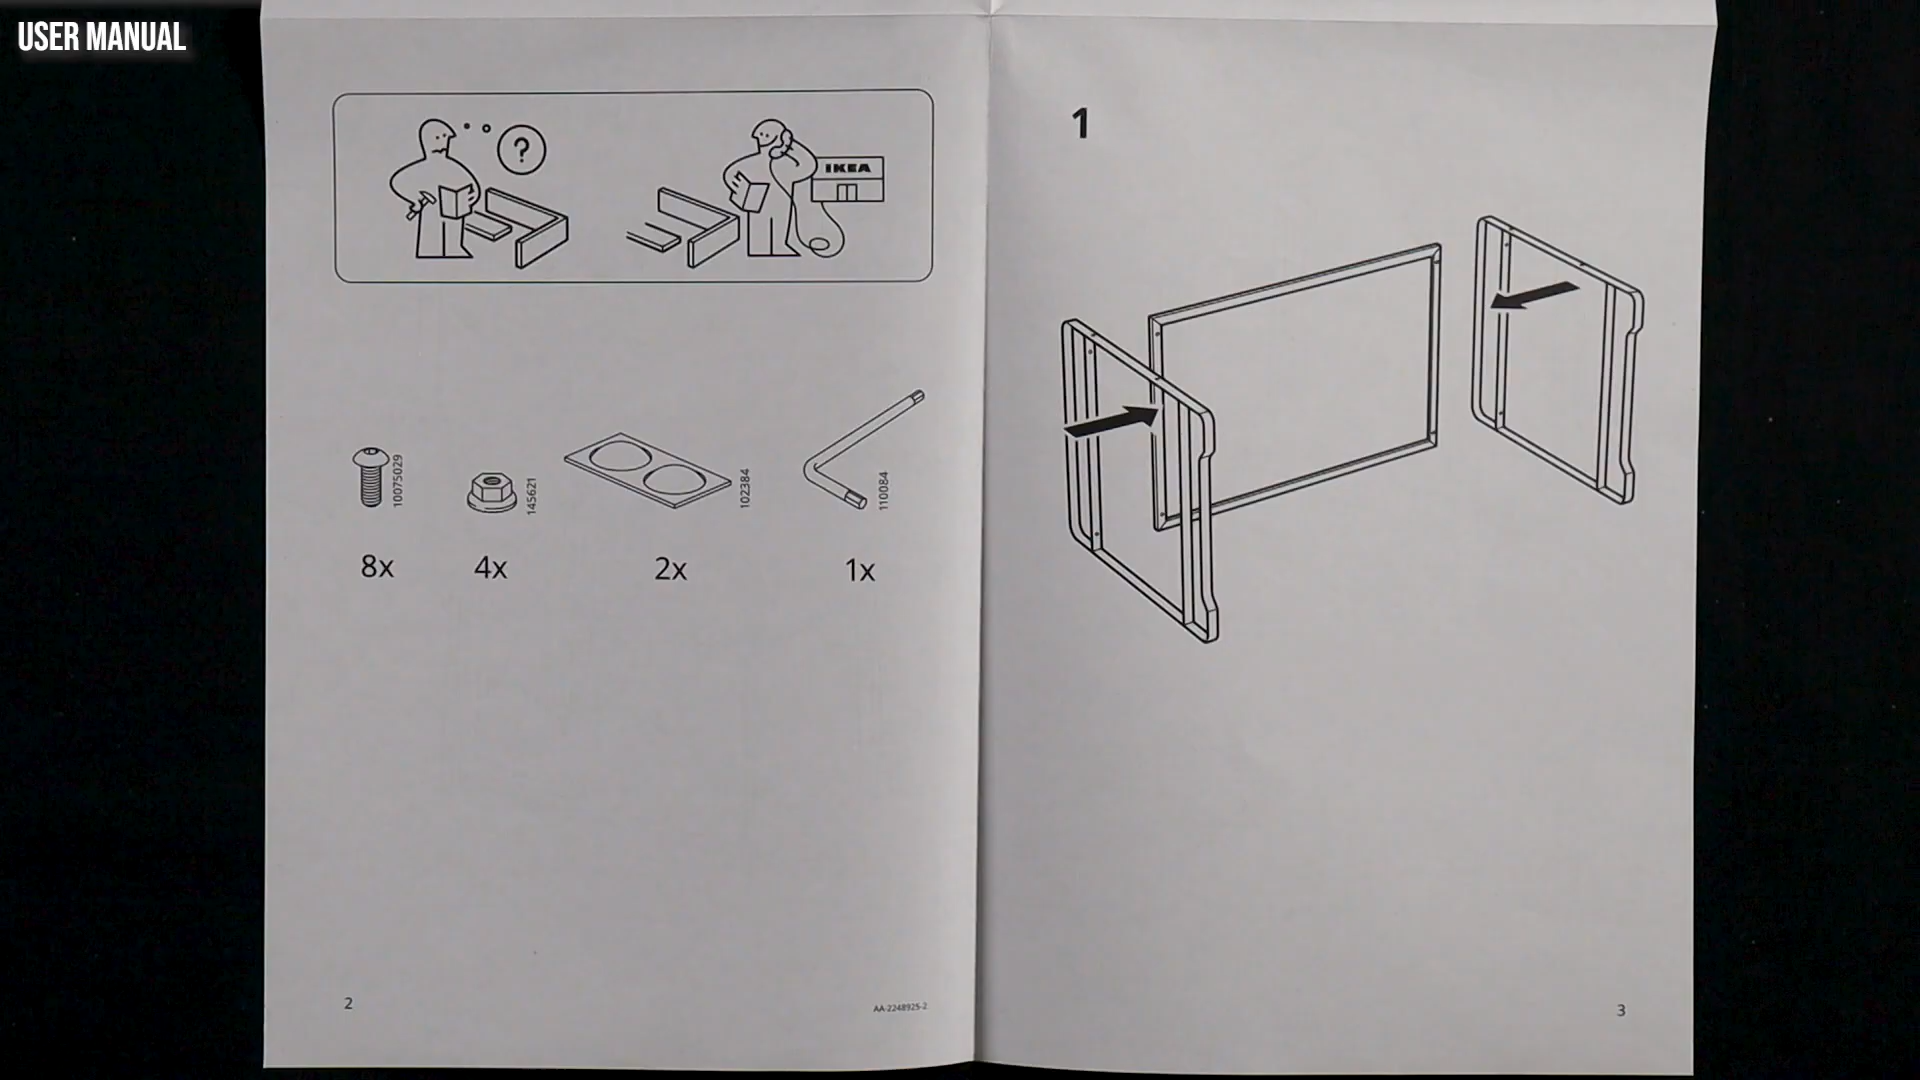 USER MANUAL
?
IKEA
10075029
145621
102384
110084
8x
4x
2x
1x
2
AA-2248925-2
1
3